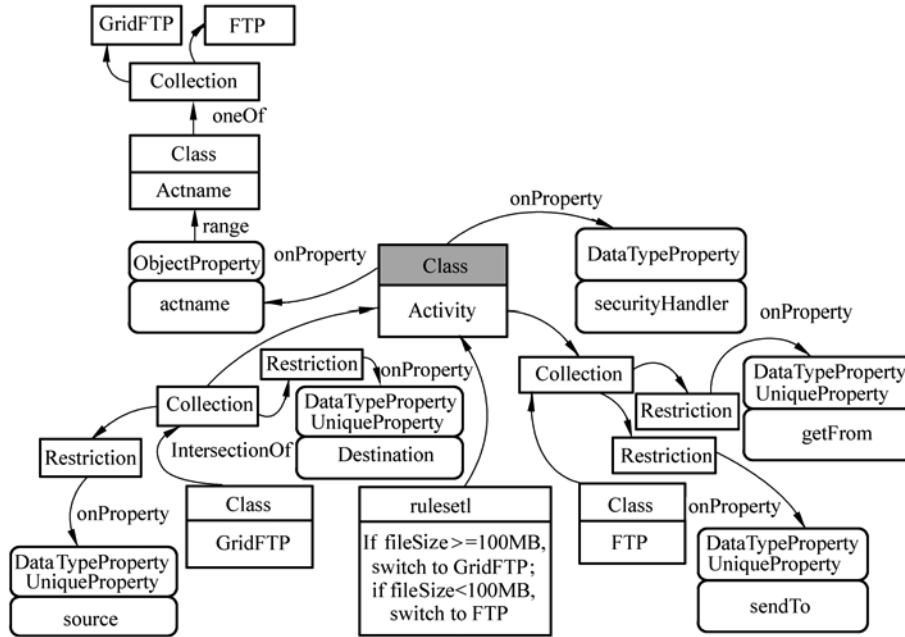 GridFTP
FTP
Collection
oneOf
Class
Actname
range
ObjectProperty
actname
onProperty
onProperty
Class
Activity
DataTypeProperty
securityHandler
onProperty
Restriction
onProperty
Collection
DataTypeProperty
UniqueProperty
Destination
IntersectionOf
Restriction
Class
GridFTP
onProperty
DataTypeProperty
UniqueProperty
source
rulesetl
If fileSize>=100MB,
switch to GridFTP;
if fileSize<100MB,
switch to FTP
Collection
Restriction
DataTypeProperty
UniqueProperty
getFrom
Restriction
Class
FTP
onProperty
DataTypeProperty
UniqueProperty
sendTo